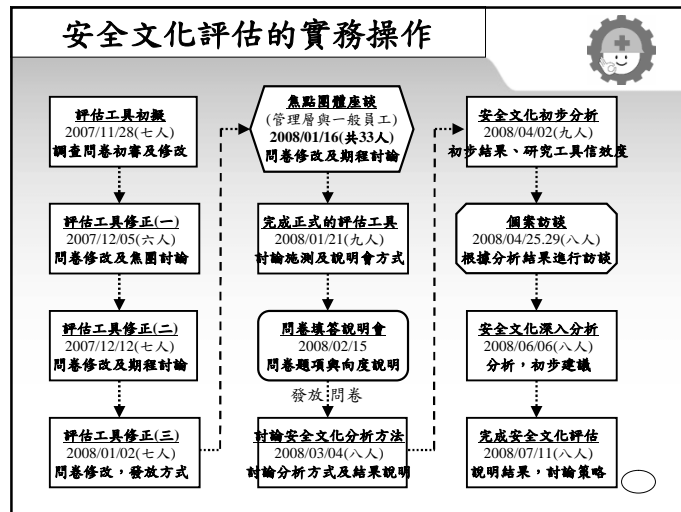 安全文化評估的實務操作
評估工具初擬
2007/11/28(七人)
調查問卷初審及修改
評估工具修正(一)
2007/12/05(六人)
問卷修改及焦團討論
評估工具修正(二)
2007/12/12(七人)
問卷修改及期程討論
評估工具修正(三)
2008/01/02(七人)
問卷修改，發放方式
焦點團體座談
(管理層與一般員工)
2008/01/16(共33人)
問卷修改及期程討論
完成正式的評估工具
2008/01/21(九人)
討論施測及說明會方式
問卷填答說明會
2008/02/15
問卷題項與向度說明
發放問卷
討論安全文化分析方法
2008/03/04(八人)
討論分析方式及結果說明
安全文化初步分析
2008/04/02(九人)
初步結果、研究工具信效度
個案訪談
2008/04/25.29(八人)
根據分析結果進行訪談
安全文化深入分析
2008/06/06(八人)
分析，初步建議
完成安全文化評估
2008/07/11(八人)
說明結果，討論策略